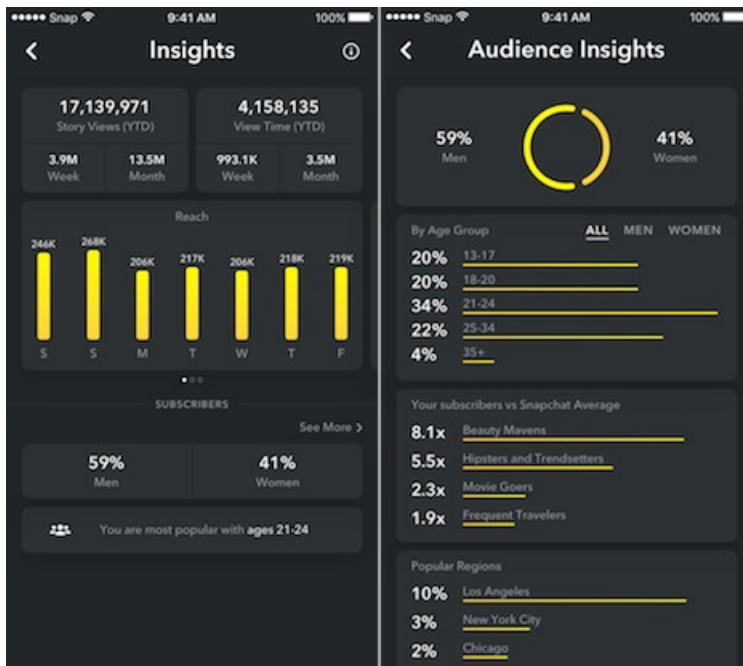 Snap 9:41 AM 100%
Insights
17,139,971 4,158,135
Story Views (YTD) View Time (YTD)
3.9M 13.5M 993.1K 3.5M
Week Month Week Month
Reach
246K 268K 206K 217K 206K 218K 219K
S S M T W T F
SUBSCRIBERS
See More >
59% 41%
Men Women
You are most popular with ages 21-24
Snap 9:41 AM 100%
Audience Insights
59% 41%
Men Women
By Age Group ALL MEN WOMEN
20% 13-17
20% 18-20
34% 21-24
22% 25-34
4% 35+
Your subscribers vs Snapchat Average
8.1x Beauty Mavens
5.5x Hipsters and Trendsetters
2.3x Movie Goers
1.9x Frequent Travelers
Popular Regions
10% Los Angeles
3% New York City
2% Chicago